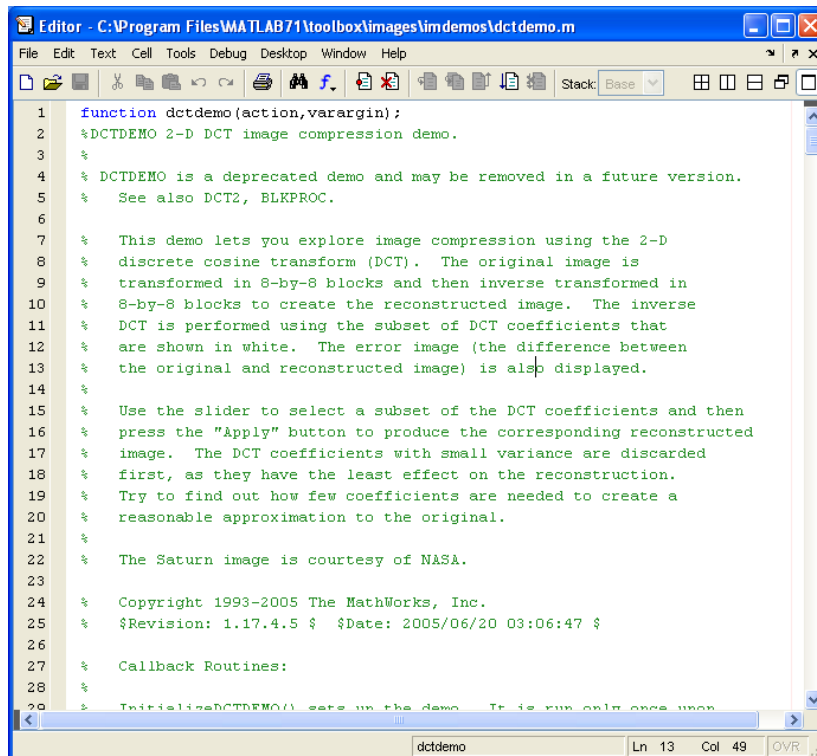 Editor - C:\Program Files\MATLAB71\toolbox\images\imdemos\dctdemo.m
File Edit Text Cell Tools Debug Desktop Window Help
Stack: Base
1 function dctdemo(action,varargin);
2 %DCTDEMO 2-D DCT image compression demo.
3 %
4 % DCTDEMO is a deprecated demo and may be removed in a future version.
5 % See also DCT2, BLKPROC.
6
7 % This demo lets you explore image compression using the 2-D
8 % discrete cosine transform (DCT). The original image is
9 % transformed in 8-by-8 blocks and then inverse transformed in
10 % 8-by-8 blocks to create the reconstructed image. The inverse
11 % DCT is performed using the subset of DCT coefficients that
12 % are shown in white. The error image (the difference between
13 % the original and reconstructed image) is also displayed.
14 %
15 % Use the slider to select a subset of the DCT coefficients and then
16 % press the "Apply" button to produce the corresponding reconstructed
17 % image. The DCT coefficients with small variance are discarded
18 % first, as they have the least effect on the reconstruction.
19 % Try to find out how few coefficients are needed to create a
20 % reasonable approximation to the original.
21 %
22 % The Saturn image is courtesy of NASA.
23
24 % Copyright 1993-2005 The MathWorks, Inc.
25 % $Revision: 1.17.4.5 $ $Date: 2005/06/20 03:06:47 $
26
27 % Callback Routines:
28 %
29 % InitializeDCTDEMO() sets up the demo. It is run only once upon
dctdemo Ln 13 Col 49 OVR